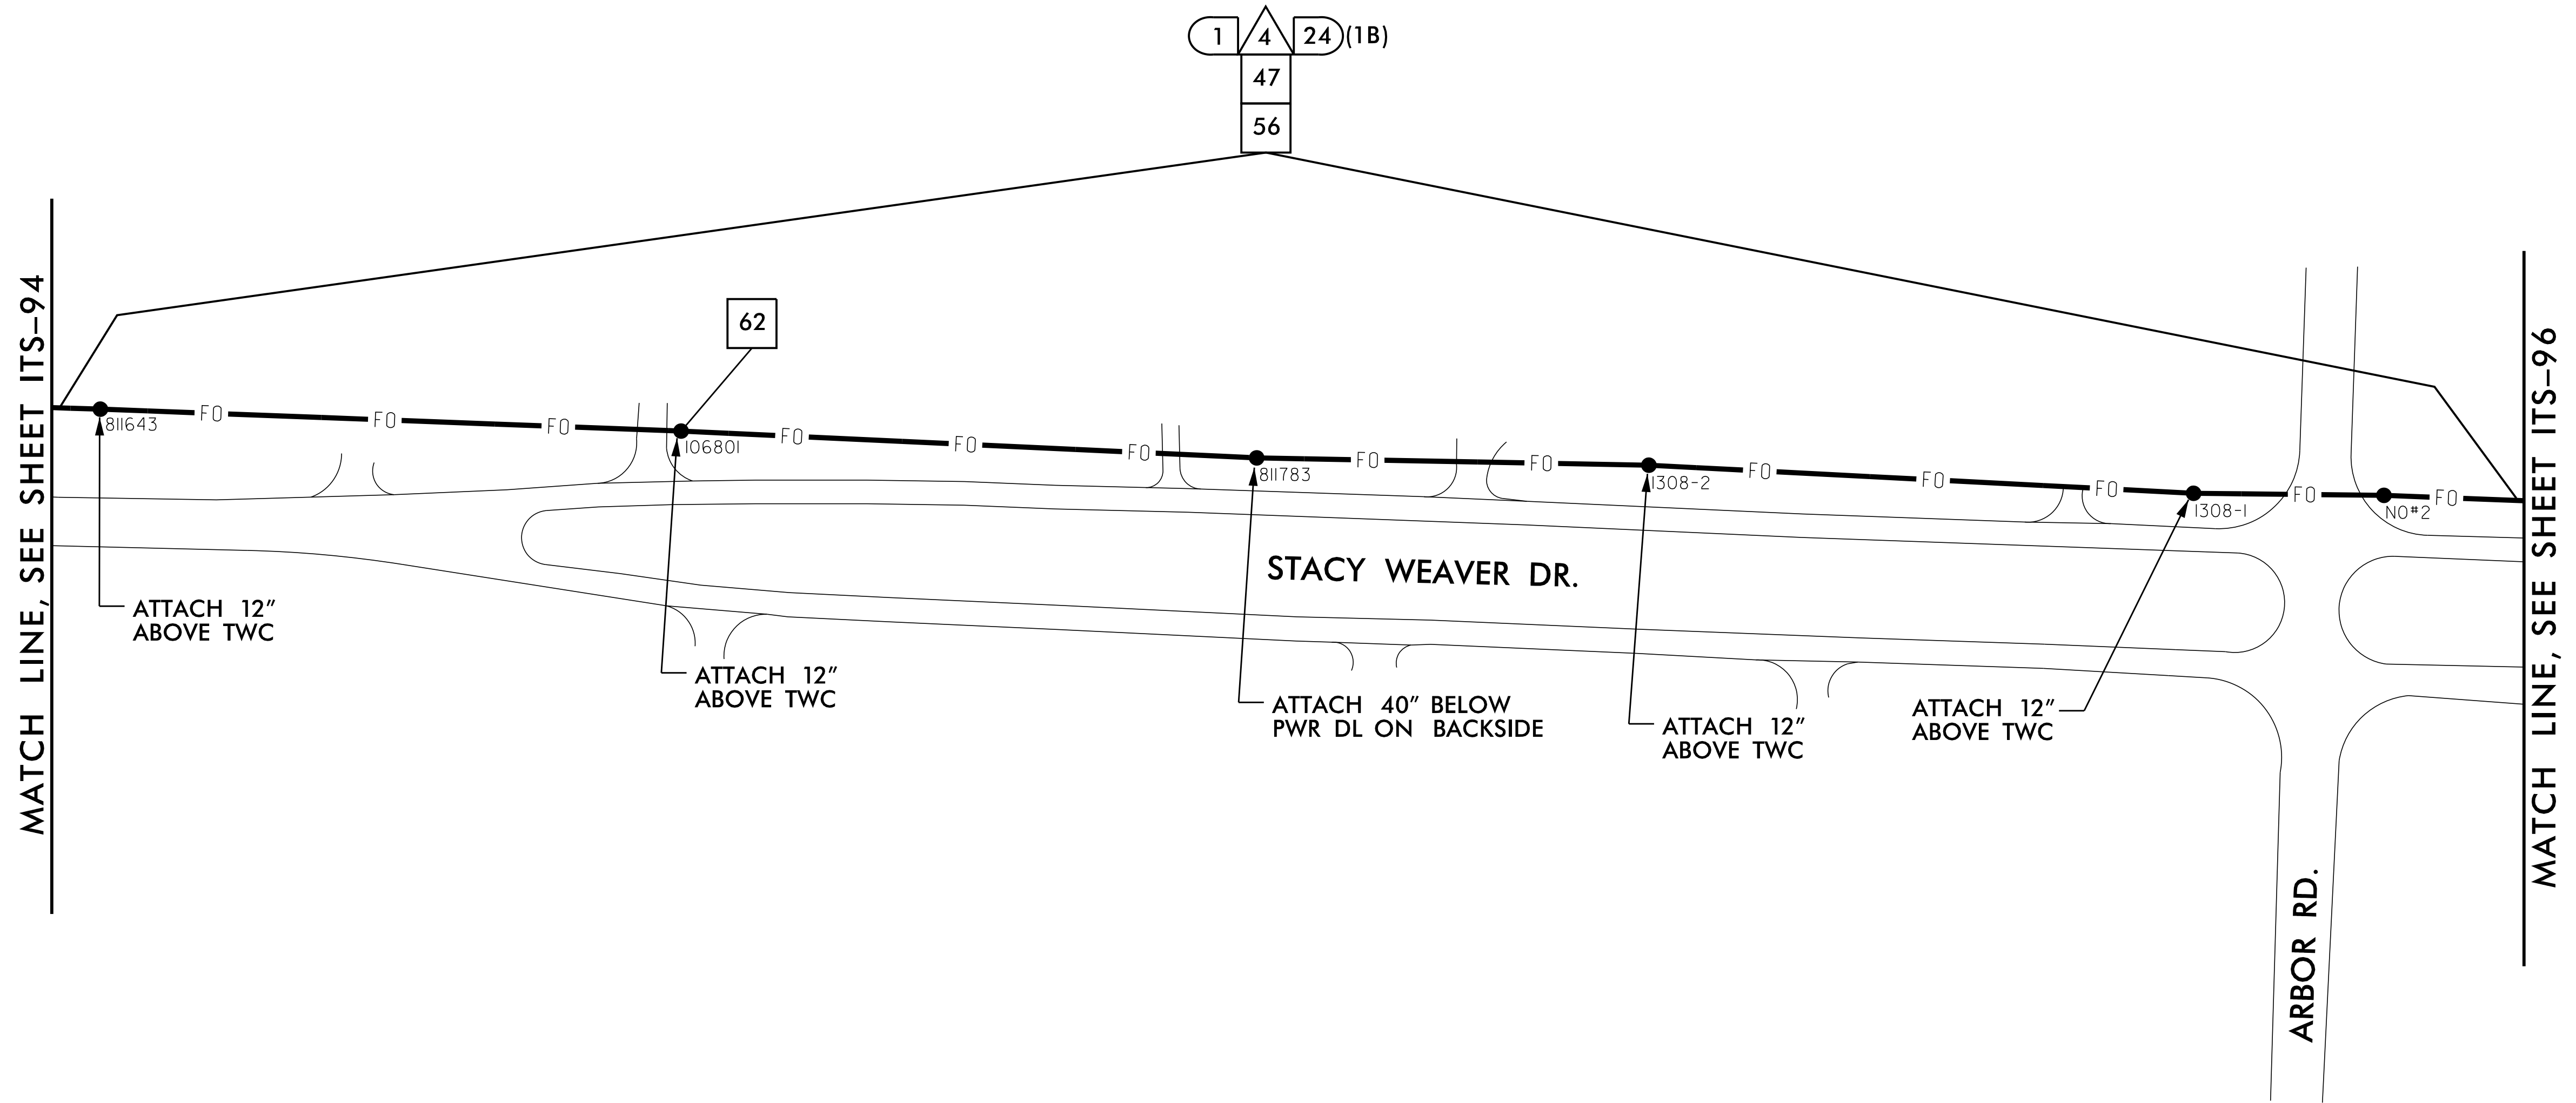 1 4 24 (1B)
47
56
MATCH LINE, SEE SHEET ITS-94
62
FO FO FO FO FO FO FO FO FO FO FO FO FO
811643
106801
811783
1308-2
1308-1
NO#2
STACY WEAVER DR.
ATTACH 12"
ABOVE TWC
ATTACH 12"
ABOVE TWC
ATTACH 40" BELOW
PWR DL ON BACKSIDE
ATTACH 12"
ABOVE TWC
ATTACH 12"
ABOVE TWC
ARBOR RD.
MATCH LINE, SEE SHEET ITS-96